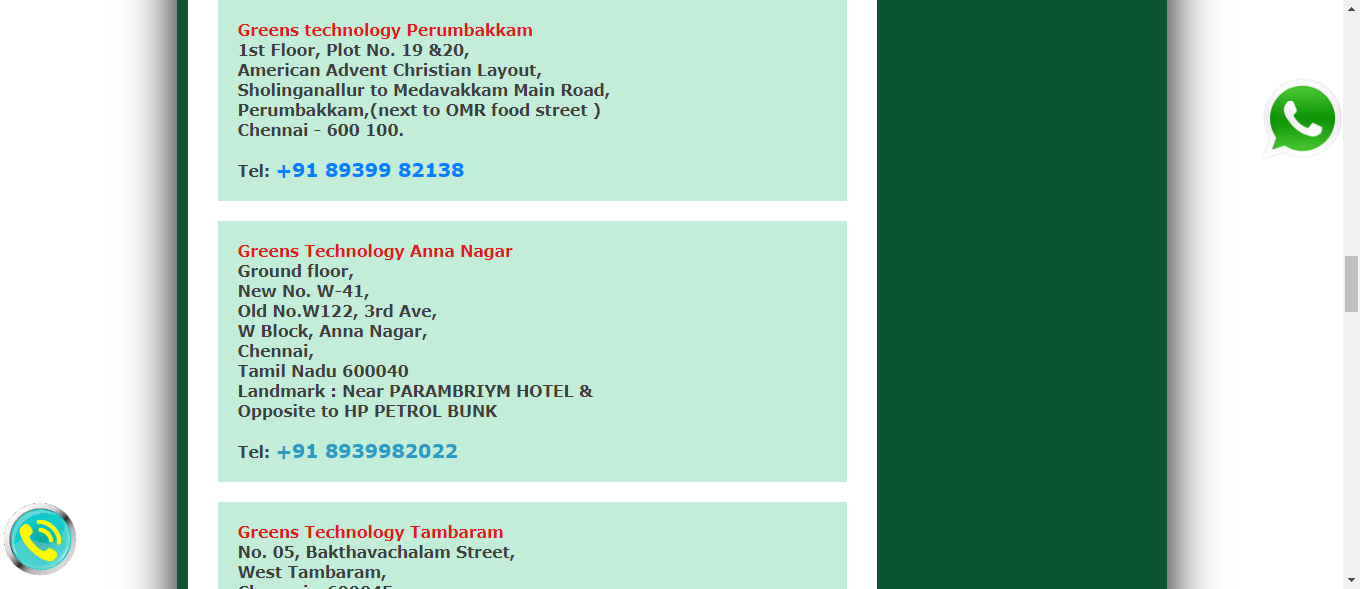 Greens technology Perumbakkam
1st Floor, Plot No. 19 &20,
American Advent Christian Layout,
Sholinganallur to Medavakkam Main Road,
Perumbakkam,(next to OMR food street )
Chennai - 600 100.
Tel: +91 89399 82138
Greens Technology Anna Nagar
Ground floor,
New No. W-41,
Old No.W122, 3rd Ave,
W Block, Anna Nagar,
Chennai,
Tamil Nadu 600040
Landmark : Near PARAMBRIYM HOTEL &
Opposite to HP PETROL BUNK
Tel: +91 8939982022
Greens Technology Tambaram
No. 05, Bakthavachalam Street,
West Tambaram,